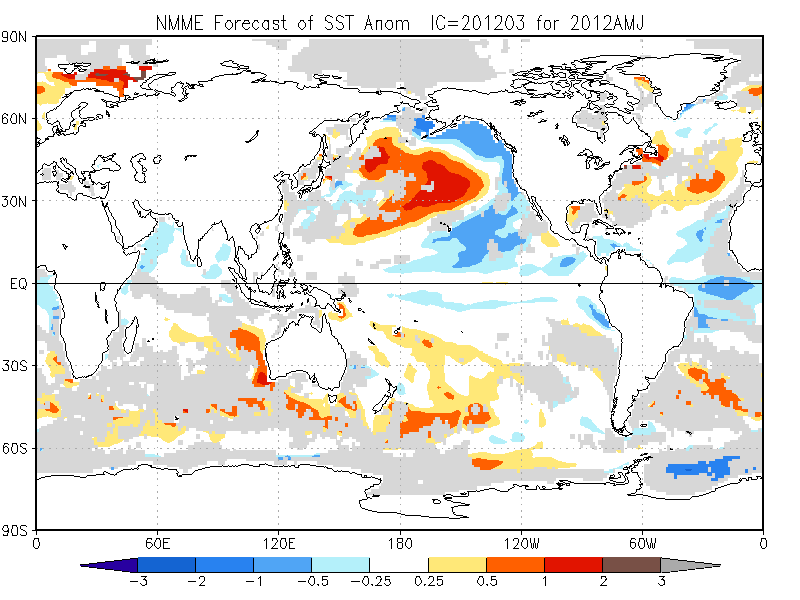 NMME Forecast of SST Anom  IC=201203 for 2012AMJ
90N
60N
30N
EQ
30S
60S
90S
0 60E 120E 180 120W 60W 0
-3 -2 -1 -0.5 -0.25 0.25 0.5 1 2 3